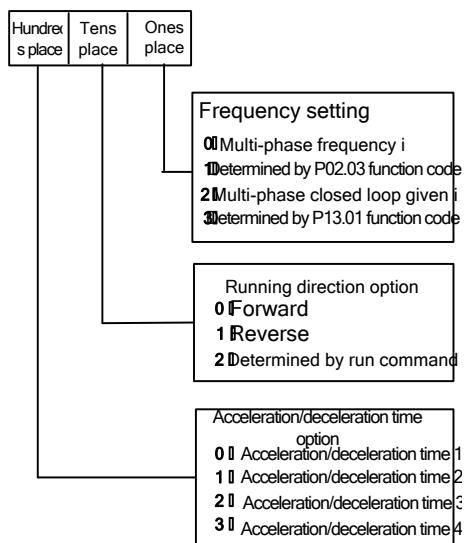 Hundre s place
Tens place
Ones place
Frequency setting
0 Multi-phase frequency i
1 Determined by P02.03 function code
2 Multi-phase closed loop given i
3 Determined by P13.01 function code
Running direction option
0 Forward
1 Reverse
2 Determined by run command
Acceleration/deceleration time
option
0 Acceleration/deceleration time 1
1 Acceleration/deceleration time 2
2 Acceleration/deceleration time 3
3 Acceleration/deceleration time 4